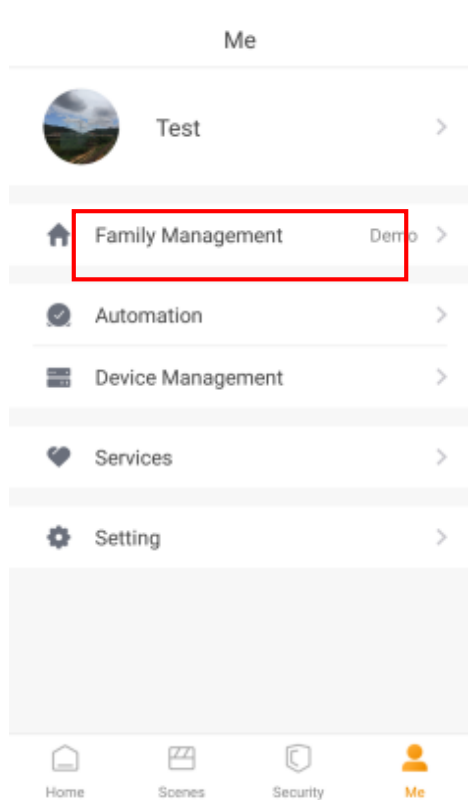 Me
Test
Family Management Demo
Automation
Device Management
Services
Setting
Home Scenes Security Me